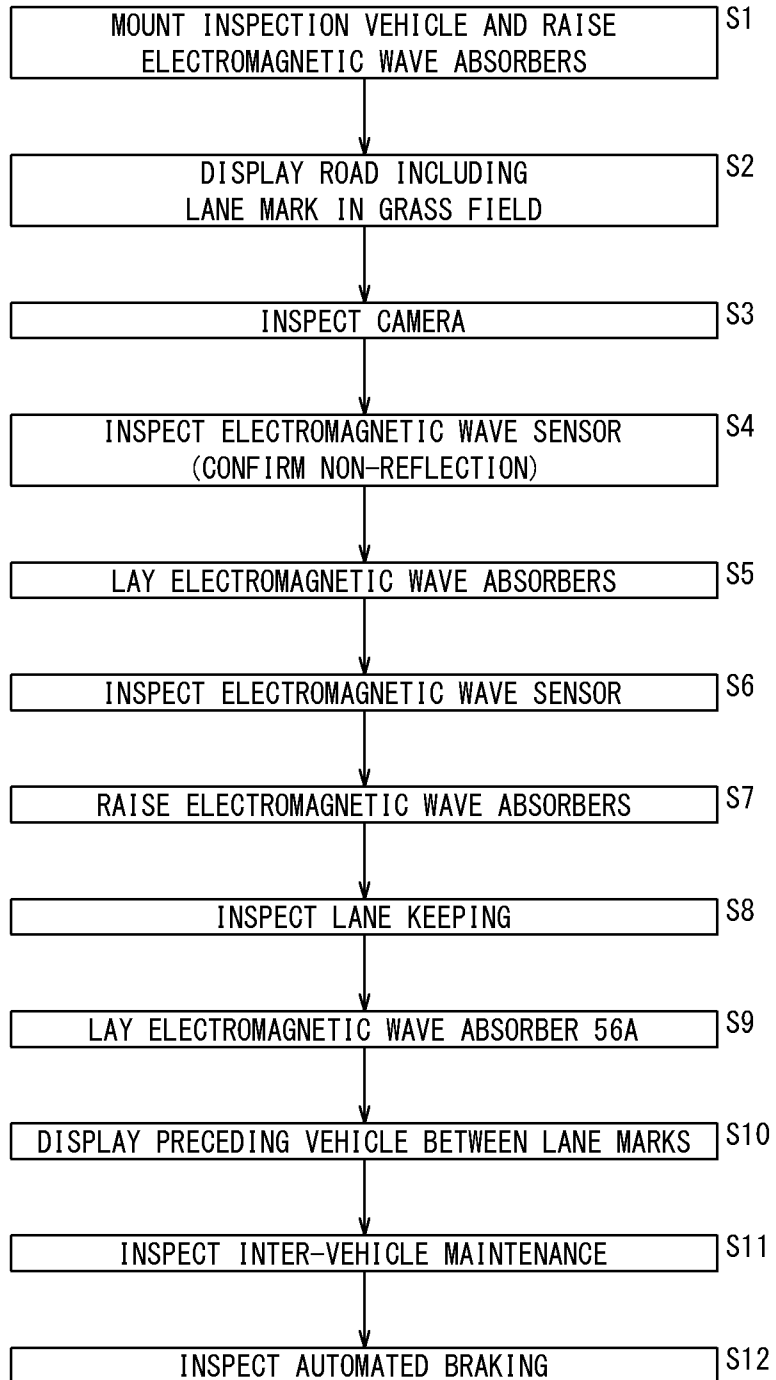 MOUNT INSPECTION VEHICLE AND RAISE
ELECTROMAGNETIC WAVE ABSORBERS
S1
DISPLAY ROAD INCLUDING
LANE MARK IN GRASS FIELD
S2
INSPECT CAMERA
S3
INSPECT ELECTROMAGNETIC WAVE SENSOR
(CONFIRM NON-REFLECTION)
S4
LAY ELECTROMAGNETIC WAVE ABSORBERS
S5
INSPECT ELECTROMAGNETIC WAVE SENSOR
S6
RAISE ELECTROMAGNETIC WAVE ABSORBERS
S7
INSPECT LANE KEEPING
S8
LAY ELECTROMAGNETIC WAVE ABSORBER 56A
S9
DISPLAY PRECEDING VEHICLE BETWEEN LANE MARKS
S10
INSPECT INTER-VEHICLE MAINTENANCE
S11
INSPECT AUTOMATED BRAKING
S12